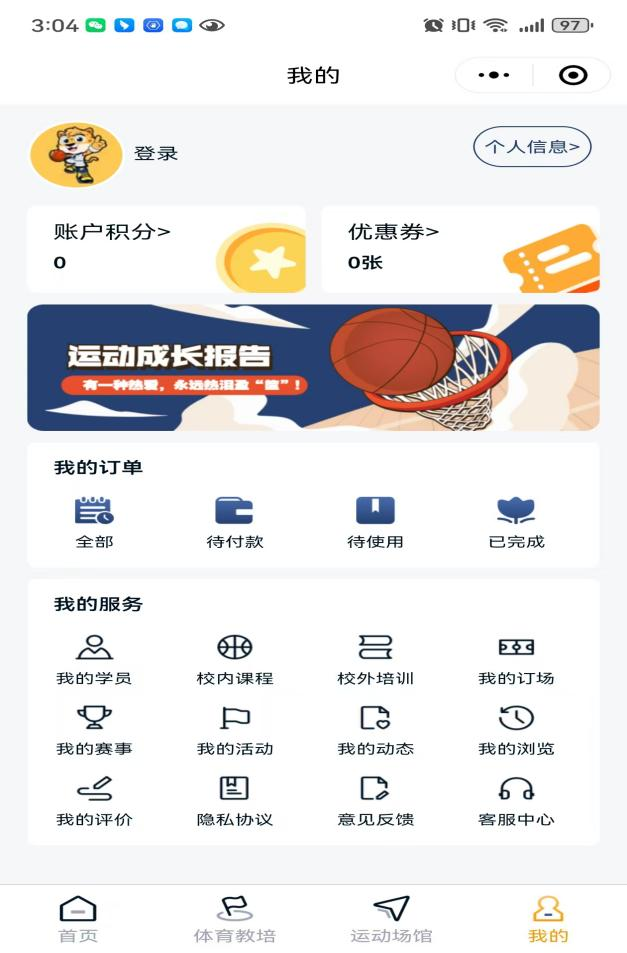 3:04
97
我的
登录
个人信息>
账户积分>
0
优惠券>
0张
运动成长报告
有一种热爱，永远热泪盈“篮”！
我的订单
全部
待付款
待使用
已完成
我的服务
我的学员
校内课程
校外培训
我的订场
我的赛事
我的活动
我的动态
我的浏览
我的评价
隐私协议
意见反馈
客服中心
首页
体育教培
运动场馆
我的